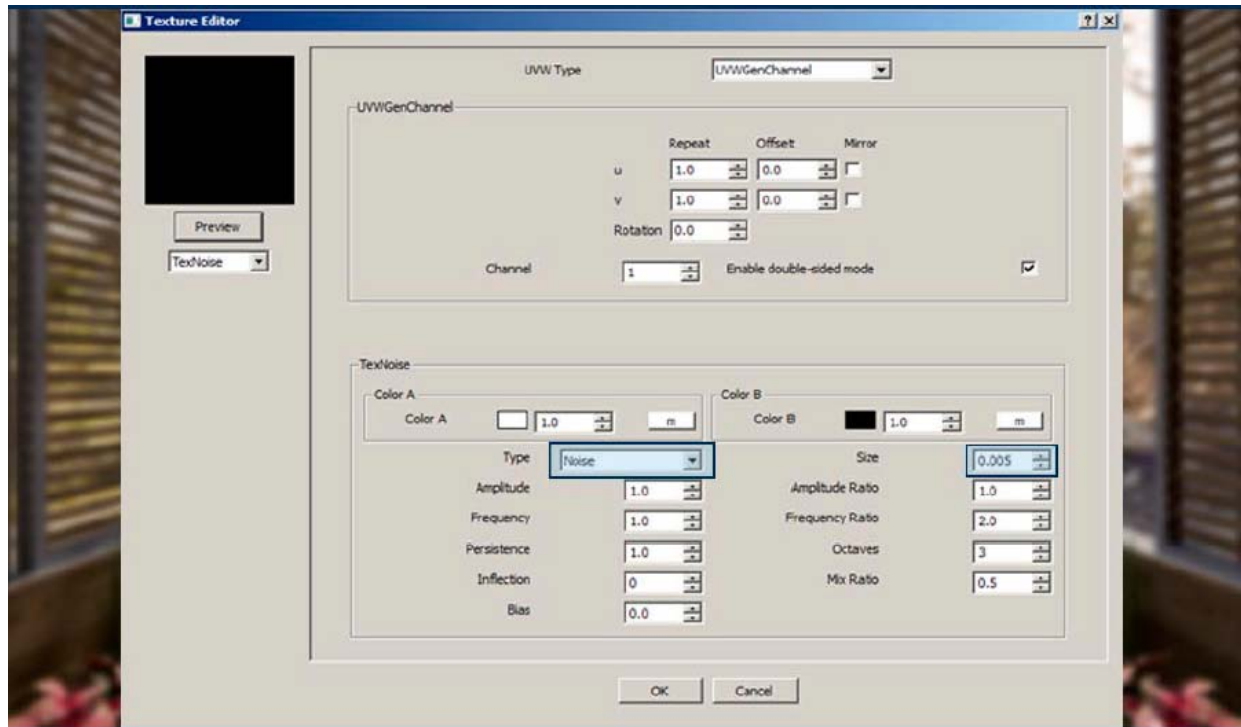 Texture Editor
UVW Type UVWGenChannel
UVWGenChannel
Repeat Offset Mirror
u 1.0 0.0
v 1.0 0.0
Preview
Rotation 0.0
TexNoise
Channel 1 Enable double-sided mode
TexNoise
Color A Color B
Color A 1.0 m Color B 1.0 m
Type Noise Size 0.005
Amplitude 1.0 Amplitude Ratio 1.0
Frequency 1.0 Frequency Ratio 2.0
Persistence 1.0 Octaves 3
Inflection 0 Mix Ratio 0.5
Bias 0.0
OK Cancel